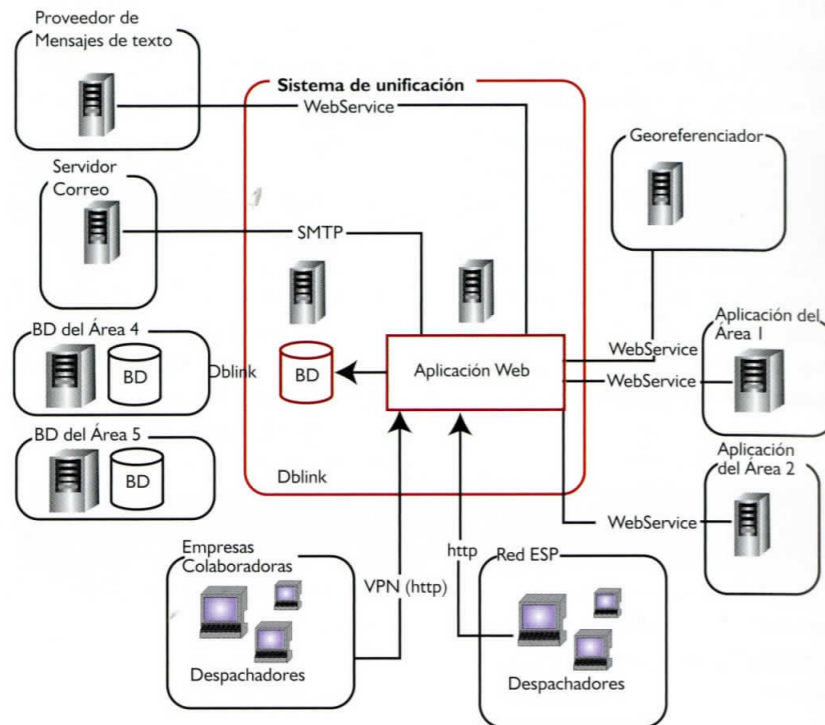 Proveedor de
Mensajes de texto
Sistema de unificación
WebService
Georeferenciador
Servidor
Correo
SMTP
BD del Área 4
BD
Dblink
BD
Aplicación Web
WebService
Aplicación del
Área 1
WebService
BD del Área 5
BD
Dblink
Aplicación
del Área 2
WebService
Empresas
Colaboradoras
VPN (http)
http
Red ESP
Despachadores
Despachadores